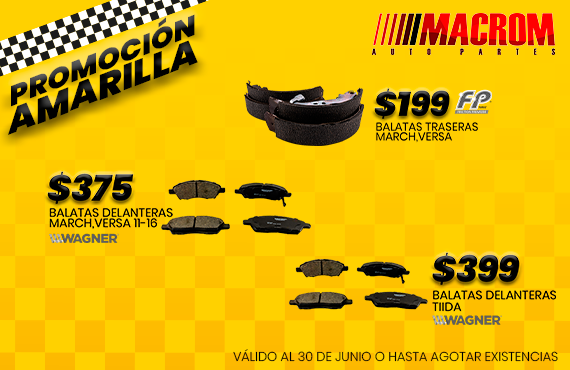 PROMOCIÓN
AMARILLA
MACROM
AUTO PARTES
$199 FP
BALATAS TRASERAS
MARCH,VERSA
$375
BALATAS DELANTERAS
MARCH,VERSA 11-16
WAGNER
$399
BALATAS DELANTERAS
TIIDA
WAGNER
VÁLIDO AL 30 DE JUNIO O HASTA AGOTAR EXISTENCIAS